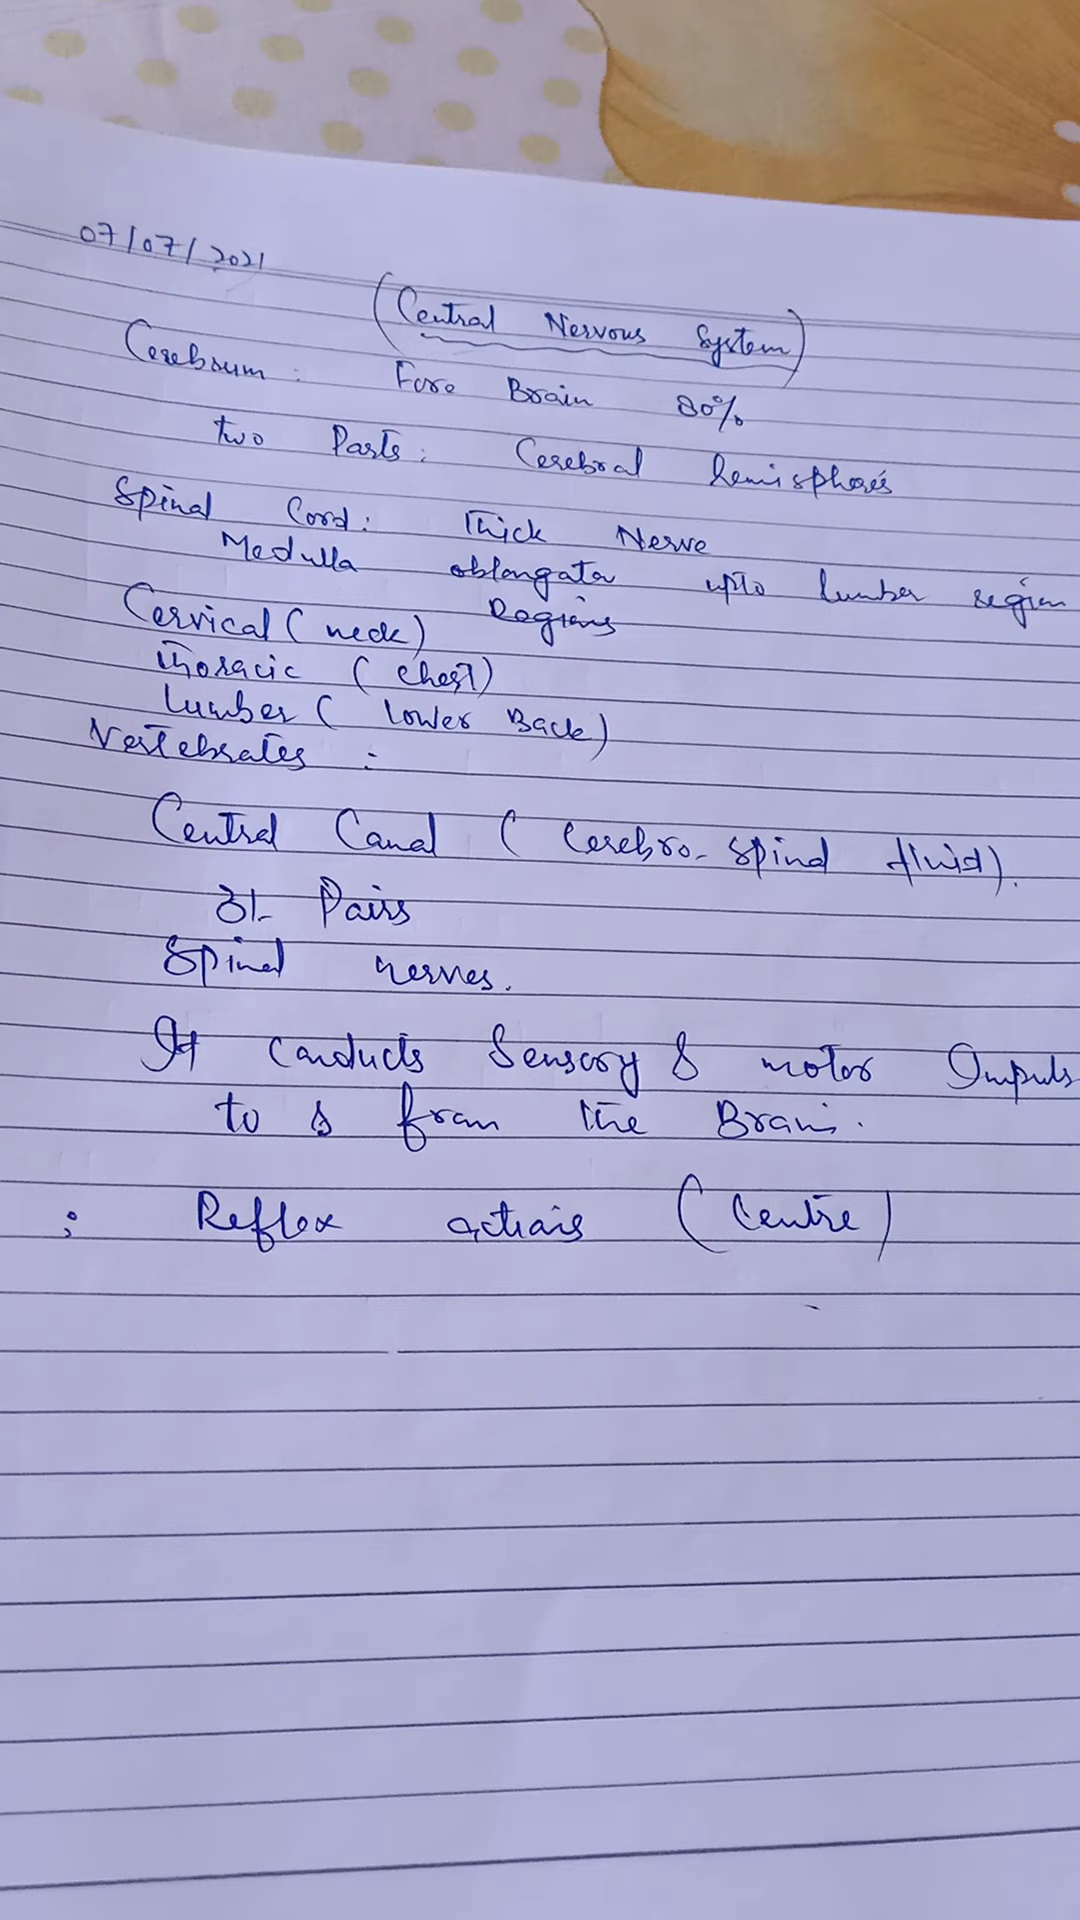 07/07/2021
(Central Nervous System)
Cerebrum : Fore Brain 80%
two Parts : Cerebral hemisphores
Spinal Cord : Thick Nerve
Medulla oblongata upto lumber region
Regions
Cervical ( neck )
Thoracic ( chest )
Lumber ( lower Back )
Vertebrates :
Central Canal ( Cerebro-spinal fluid ).
31- Pairs
Spinal nerves.
It conducts Sensory & motor Impuls
to & from the Brain.
: Reflex actions ( Centre )